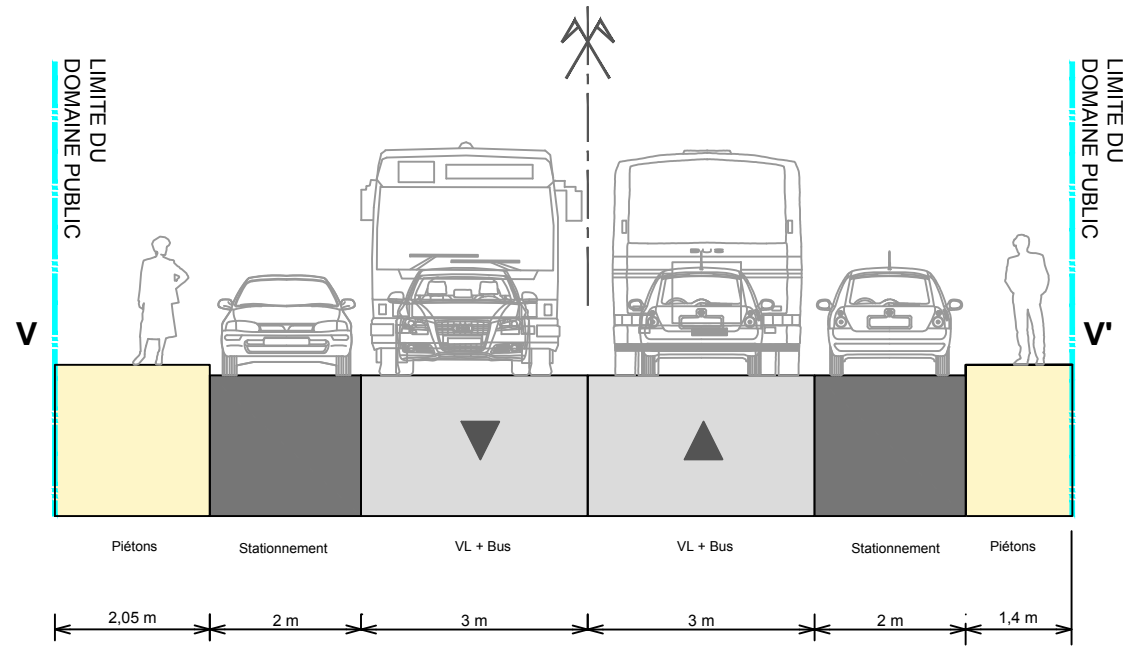 LIMITE DU
DOMAINE PUBLIC
LIMITE DU
DOMAINE PUBLIC
BUS
V
V'
Piétons
Stationnement
VL + Bus
VL + Bus
Stationnement
Piétons
2,05 m
2 m
3 m
3 m
2 m
1,4 m